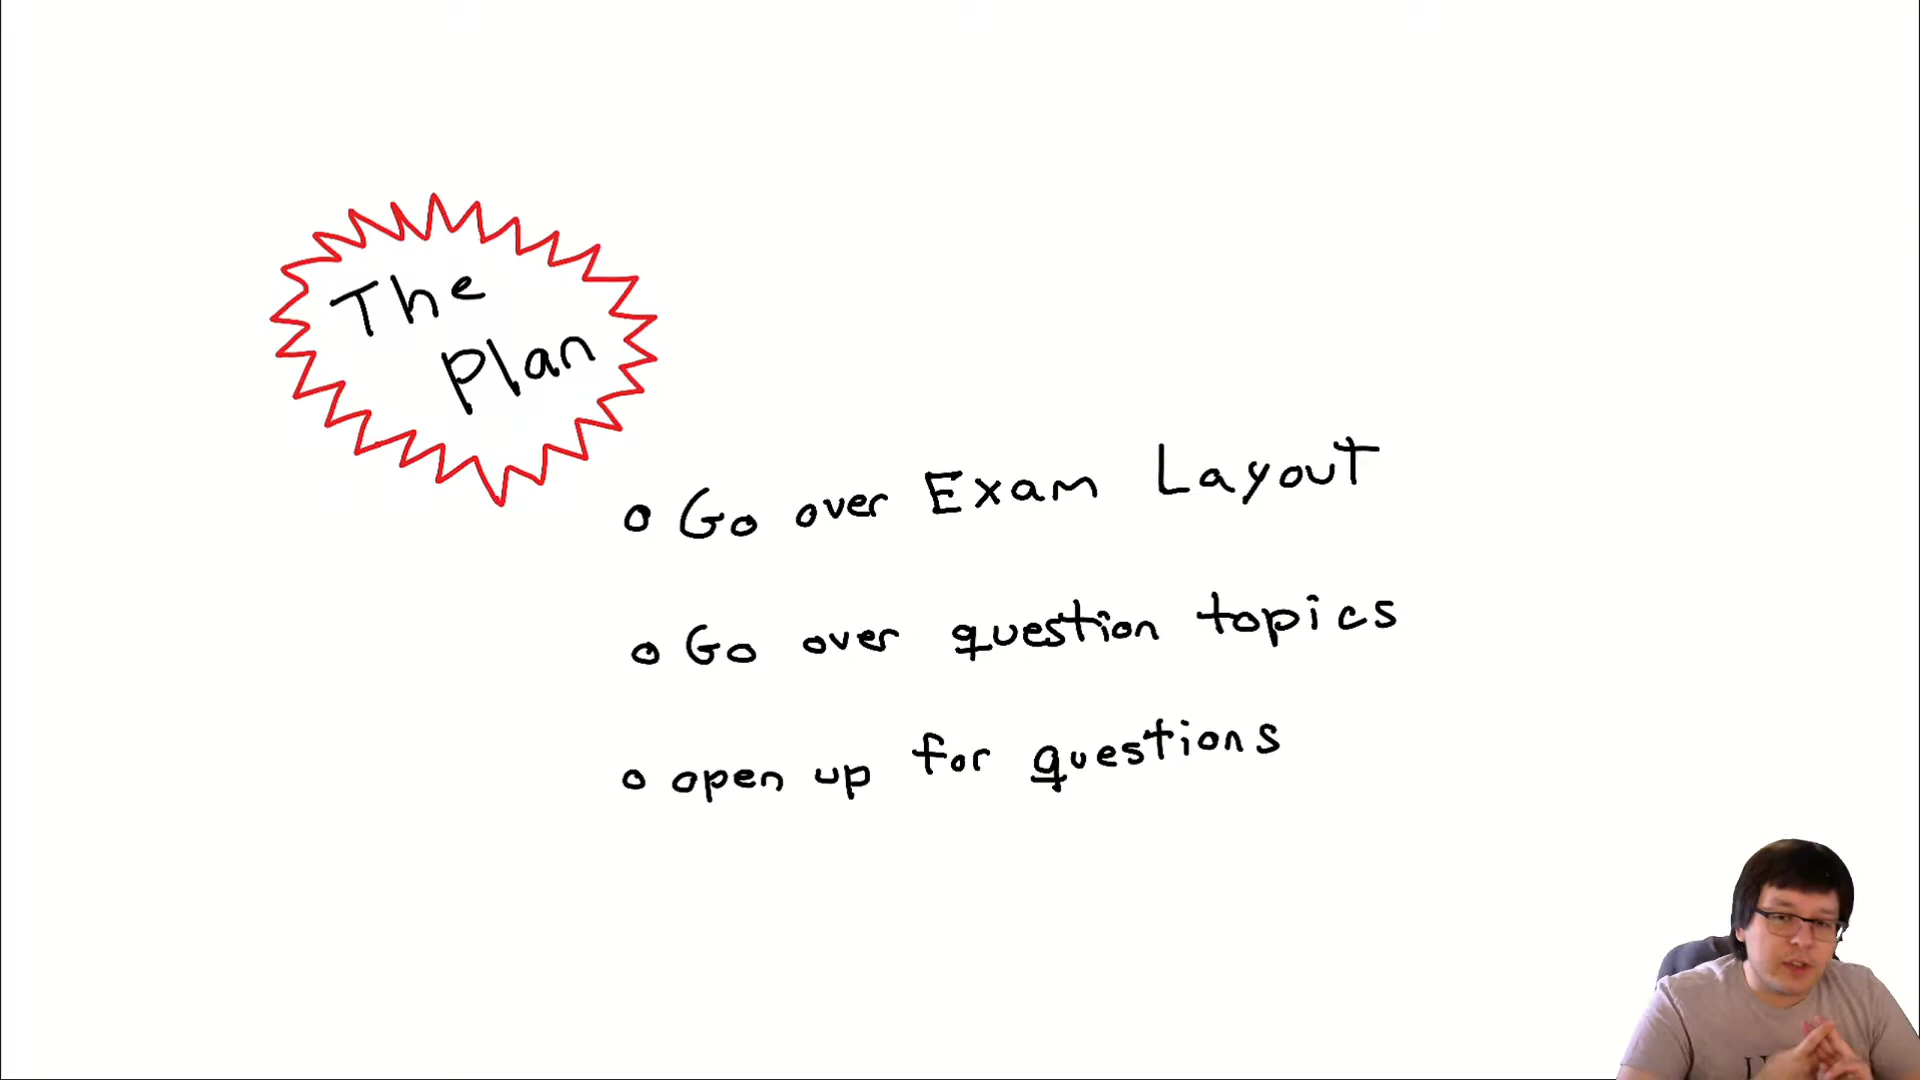 The
Plan
o Go over Exam Layout
o Go over question topics
o open up for questions